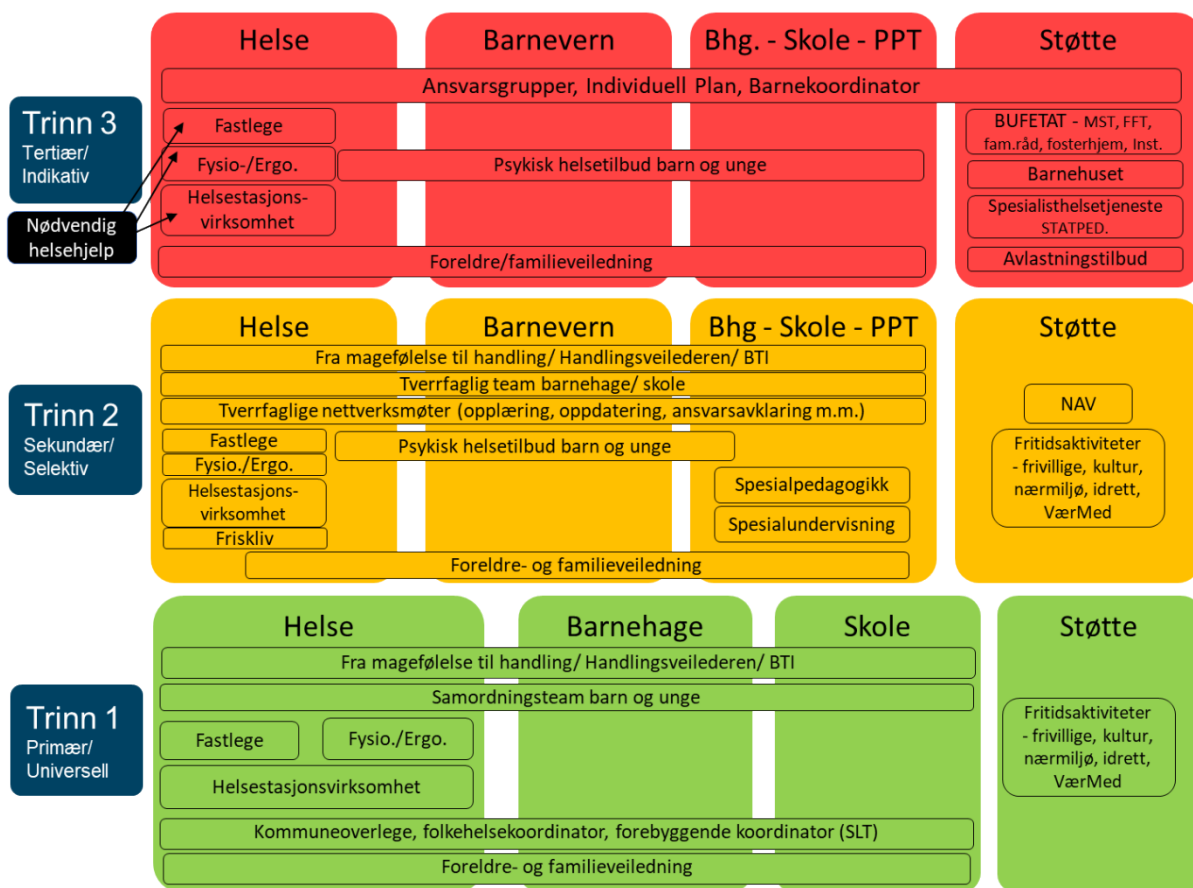 Helse
Barnevern
Bhg. - Skole - PPT
Støtte
Trinn 3
Tertiær/
Indikativ
Nødvendig
helsehjelp
Ansvarsgrupper, Individuell Plan, Barnekoordinator
Fastlege
Fysio-/Ergo.
Helsestasjons-
virksomhet
Psykisk helsetilbud barn og unge
Foreldre/familieveiledning
BUFETAT - MST, FFT,
fam.råd, fosterhjem, Inst.
Barnehuset
Spesialisthelsetjeneste
STATPED.
Avlastningstilbud
Helse
Barnevern
Bhg - Skole - PPT
Støtte
Trinn 2
Sekundær/
Selektiv
Fra magefølelse til handling/ Handlingsveilederen/ BTI
Tverrfaglig team barnehage/ skole
Tverrfaglige nettverksmøter (opplæring, oppdatering, ansvarsavklaring m.m.)
Fastlege
Fysio./Ergo.
Helsestasjons-
virksomhet
Friskliv
Psykisk helsetilbud barn og unge
Spesialpedagogikk
Spesialundervisning
Foreldre- og familieveiledning
NAV
Fritidsaktiviteter
- frivillige, kultur,
nærmiljø, idrett,
VærMed
Helse
Barnehage
Skole
Støtte
Trinn 1
Primær/
Universell
Fra magefølelse til handling/ Handlingsveilederen/ BTI
Samordningsteam barn og unge
Fastlege
Fysio./Ergo.
Helsestasjonsvirksomhet
Kommuneoverlege, folkehelsekoordinator, forebyggende koordinator (SLT)
Foreldre- og familieveiledning
Fritidsaktiviteter
- frivillige, kultur,
nærmiljø, idrett,
VærMed